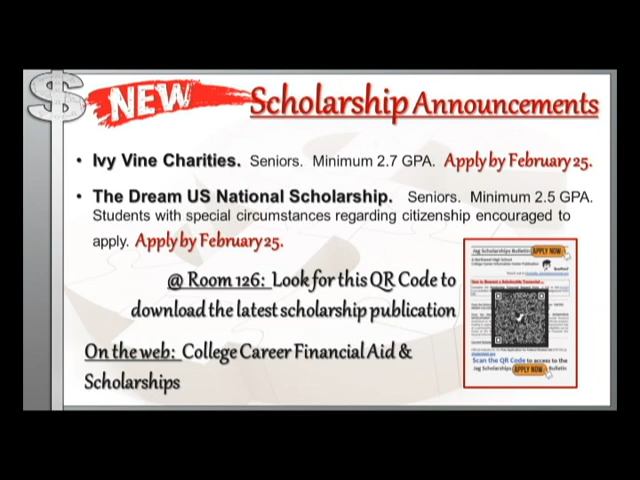 NEW Scholarship Announcements
• Ivy Vine Charities. Seniors. Minimum 2.7 GPA. Apply by February 25.
• The Dream US National Scholarship. Seniors. Minimum 2.5 GPA.
Students with special circumstances regarding citizenship encouraged to
apply. Apply by February 25.
@ Room 126: Look for this QR Code to
download the latest scholarship publication
On the web: College Career Financial Aid &
Scholarships
Jag Scholarships Bulletin APPLY NOW
Scan the QR Code to access the
Jag Scholarships APPLY NOW Bulletin